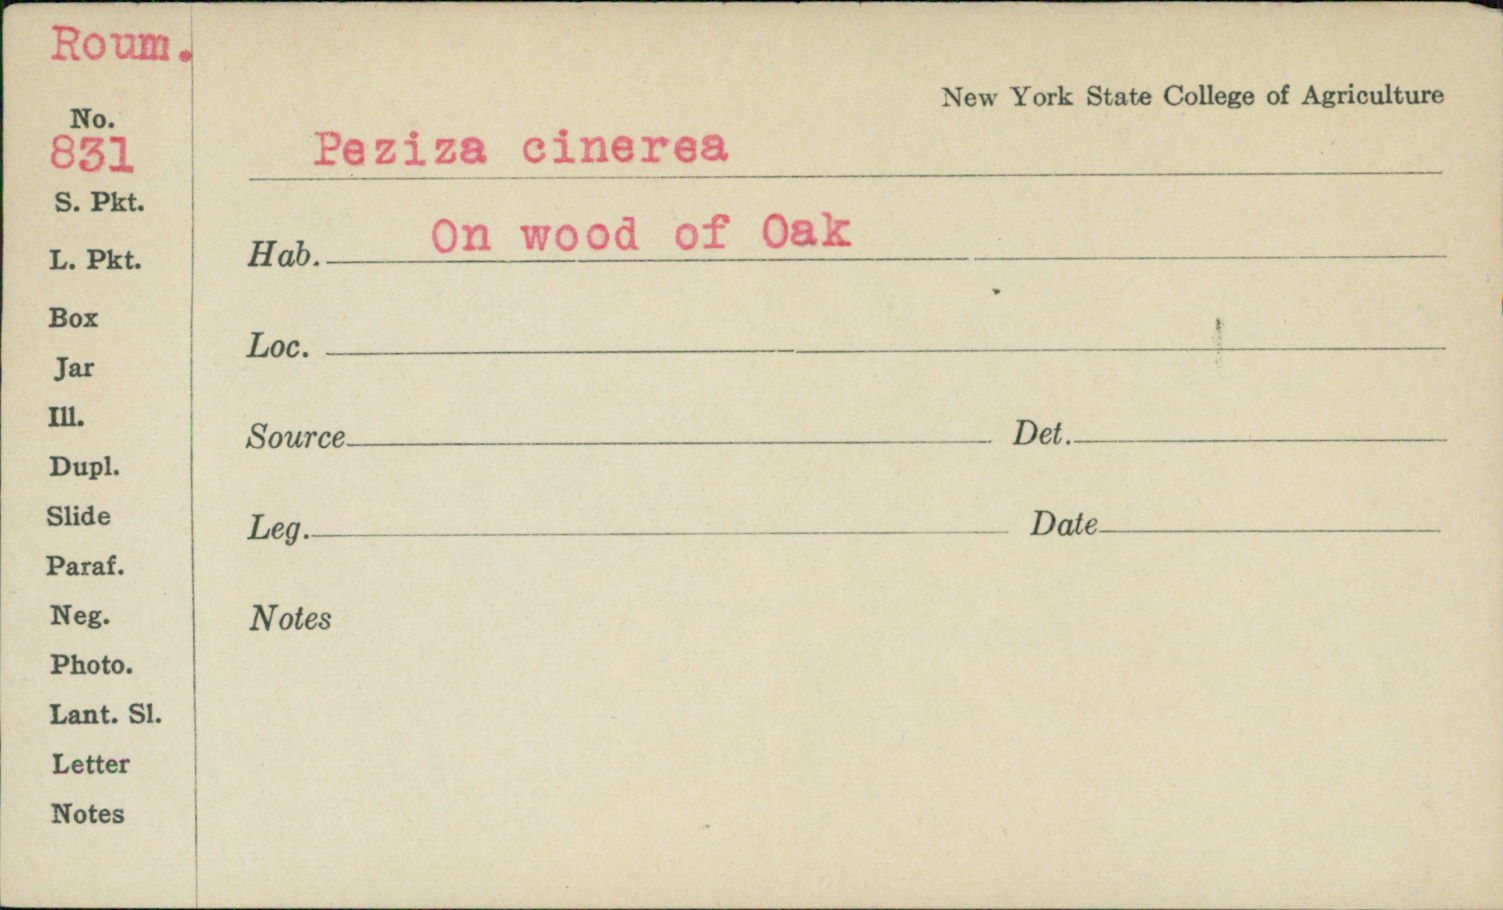 Roum.
New York State College of Agriculture
No.
831
Peziza cinerea
S. Pkt.
Hab. On wood of Oak
L. Pkt.
Box
Loc.
Jar
Ill.
Source Det.
Dupl.
Slide
Leg. Date
Paraf.
Neg.
Notes
Photo.
Lant. Sl.
Letter
Notes